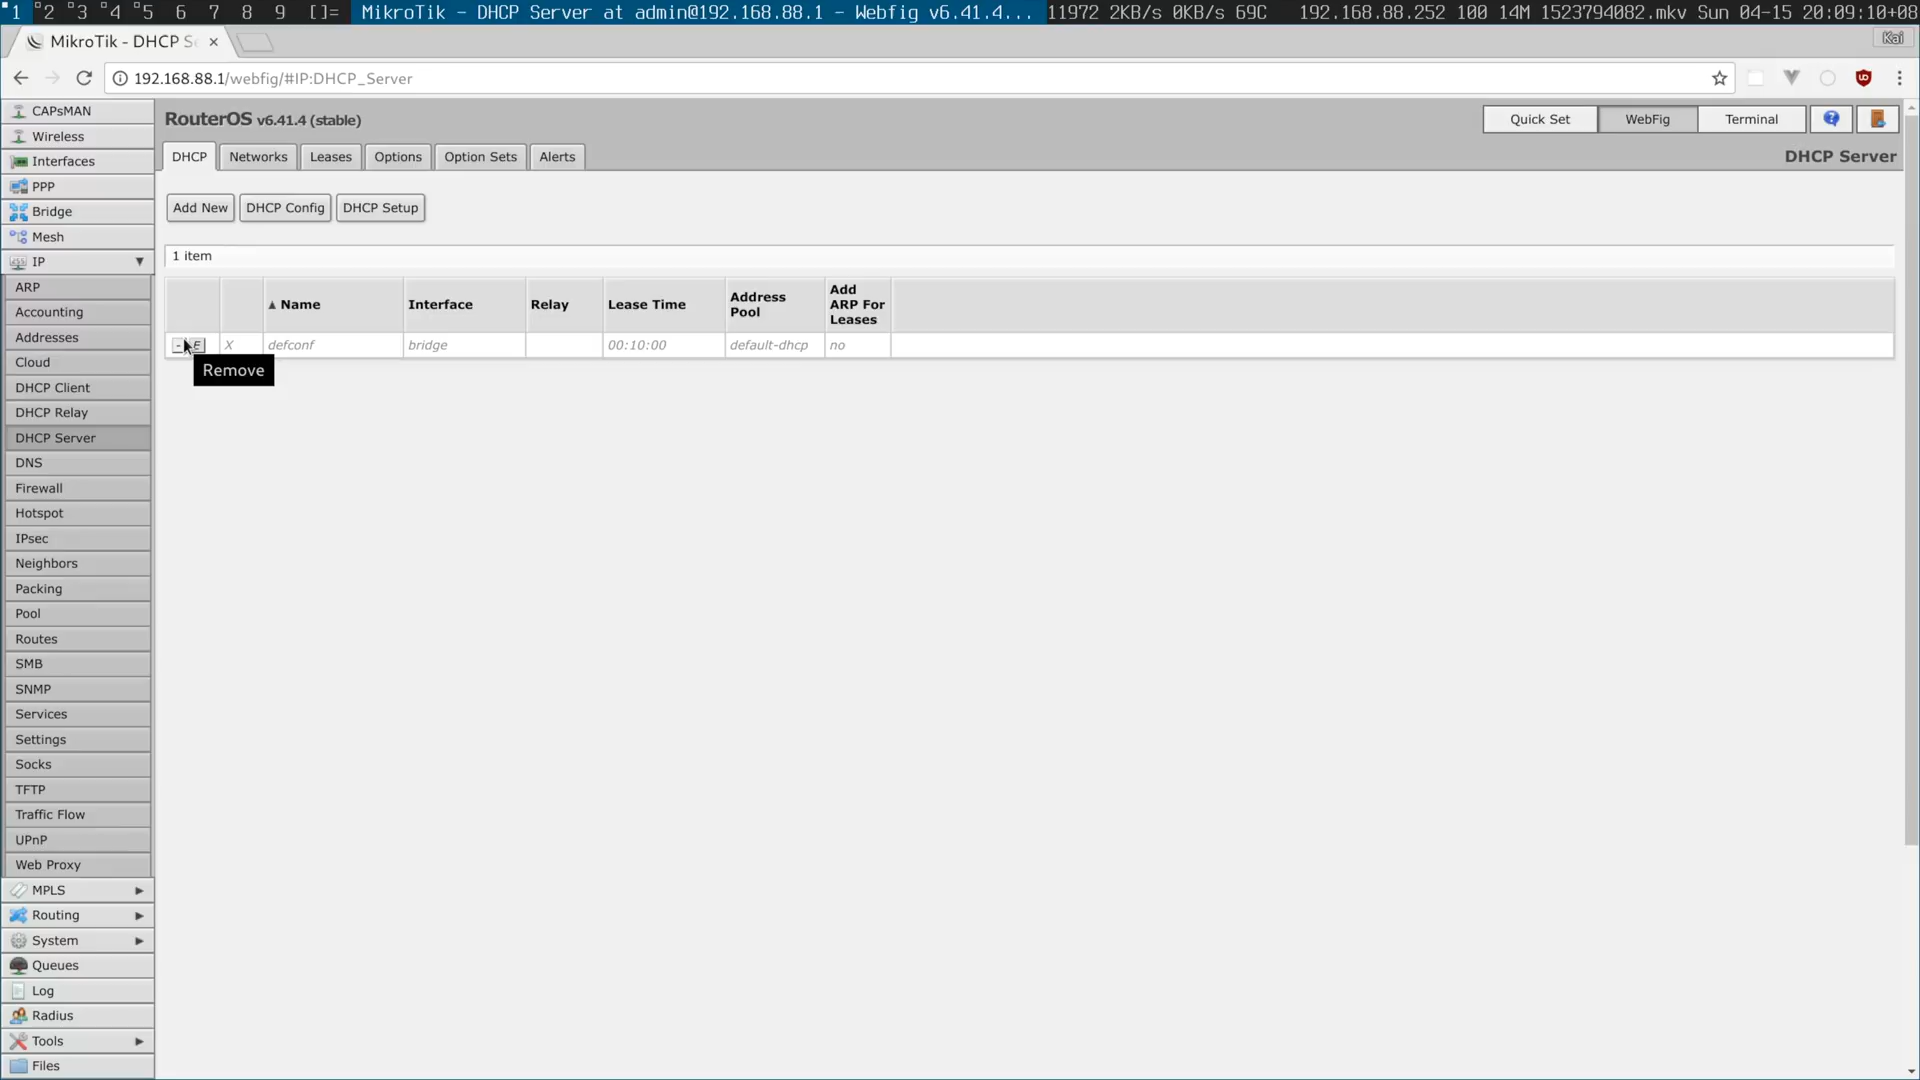 1 2 3 4 5 6 7 8 9 []= MikroTik - DHCP Server at admin@192.168.88.1 - Webfig v6.41.4... 11972 2KB/s 0KB/s 69C 192.168.88.252 100 14M 1523794082.mkv Sun 04-15 20:09:10+08
MikroTik - DHCP S
Kai
192.168.88.1/webfig/#IP:DHCP_Server
CAPsMAN
Wireless
Interfaces
PPP
Bridge
Mesh
IP
ARP
Accounting
Addresses
Cloud
DHCP Client
DHCP Relay
DHCP Server
DNS
Firewall
Hotspot
IPsec
Neighbors
Packing
Pool
Routes
SMB
SNMP
Services
Settings
Socks
TFTP
Traffic Flow
UPnP
Web Proxy
MPLS
Routing
System
Queues
Log
Radius
Tools
Files
RouterOS v6.41.4 (stable)
Quick Set WebFig Terminal
DHCP Networks Leases Options Option Sets Alerts
DHCP Server
Add New DHCP Config DHCP Setup
1 item
Name Interface Relay Lease Time Address Pool Add ARP For Leases
- E X defconf bridge 00:10:00 default-dhcp no
Remove